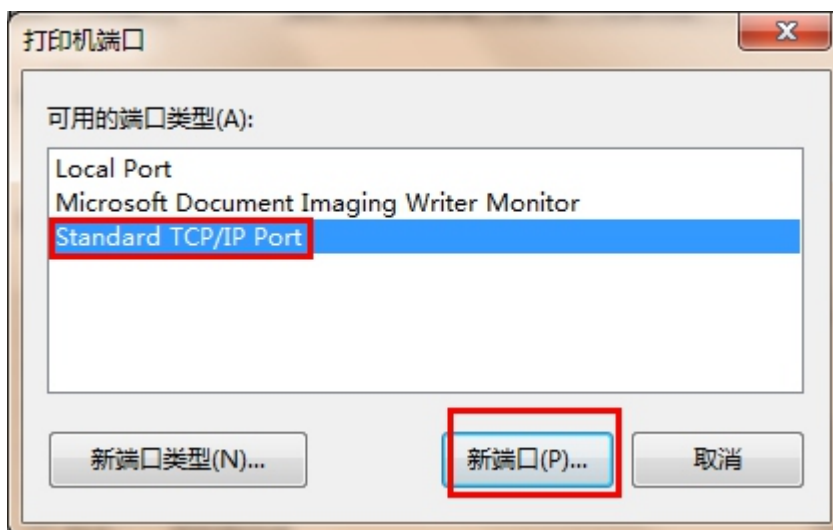 打印机端口
可用的端口类型(A):
Local Port
Microsoft Document Imaging Writer Monitor
Standard TCP/IP Port
新端口类型(N)...
新端口(P)...
取消